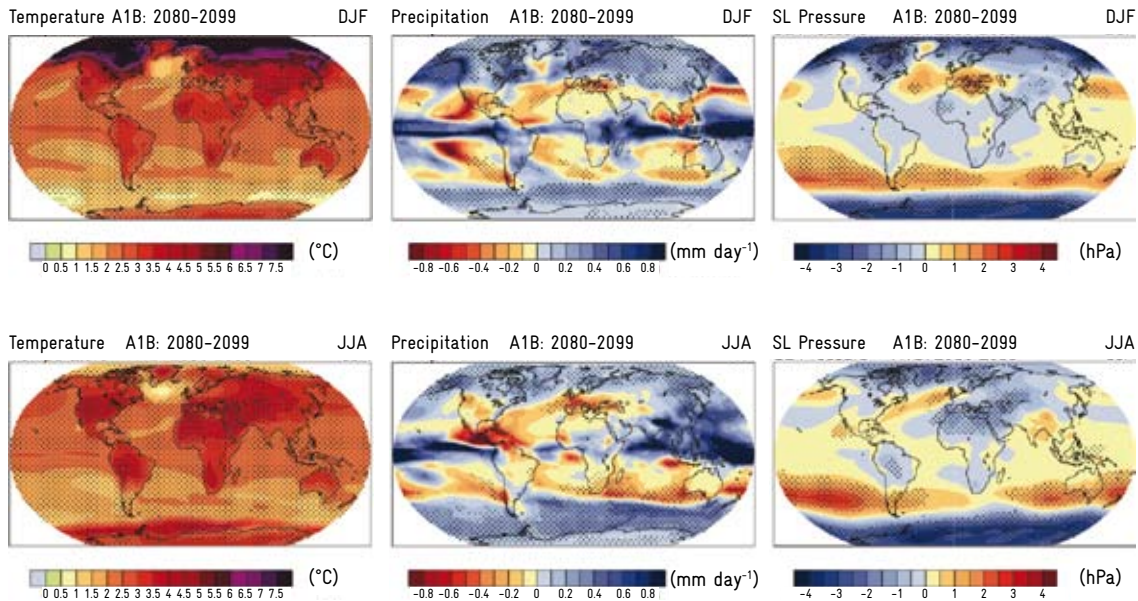 Temperature A1B: 2080-2099 DJF
Precipitation A1B: 2080-2099 DJF
SL Pressure A1B: 2080-2099 DJF
0 0.5 1 1.5 2 2.5 3 3.5 4 4.5 5 5.5 6 6.5 7 7.5 (°C)
-0.8 -0.6 -0.4 -0.2 0 0.2 0.4 0.6 0.8 (mm day⁻¹)
-4 -3 -2 -1 0 1 2 3 4 (hPa)
Temperature A1B: 2080-2099 JJA
Precipitation A1B: 2080-2099 JJA
SL Pressure A1B: 2080-2099 JJA
0 0.5 1 1.5 2 2.5 3 3.5 4 4.5 5 5.5 6 6.5 7 7.5 (°C)
-0.8 -0.6 -0.4 -0.2 0 0.2 0.4 0.6 0.8 (mm day⁻¹)
-4 -3 -2 -1 0 1 2 3 4 (hPa)